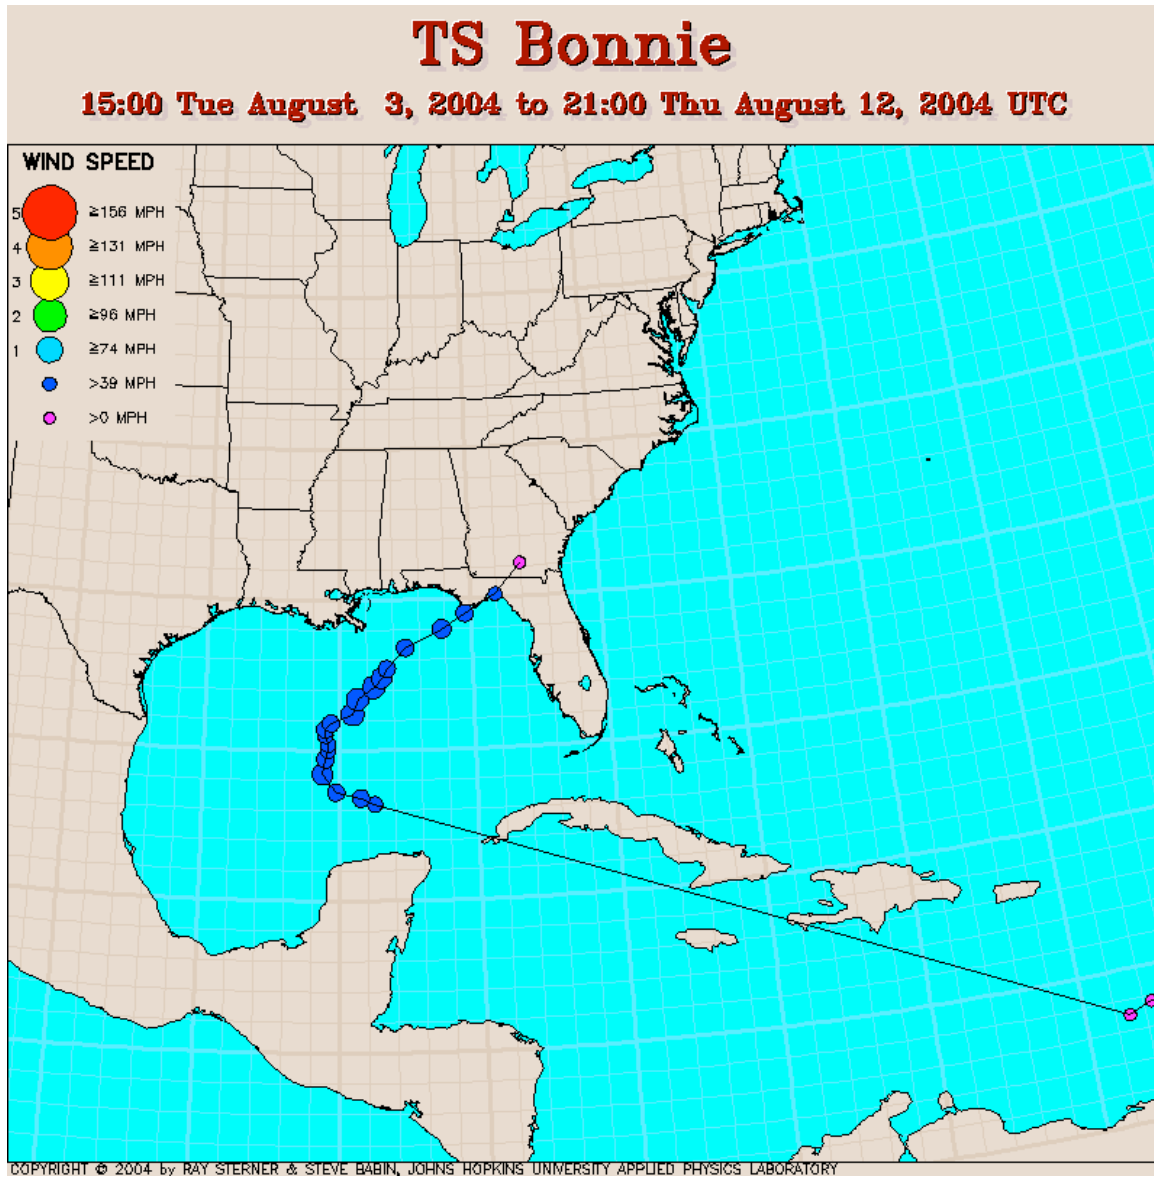 TS Bonnie
15:00 Tue August 3, 2004 to 21:00 Thu August 12, 2004 UTC
WIND SPEED
5 ≥156 MPH
4 ≥131 MPH
3 ≥111 MPH
2 ≥96 MPH
1 ≥74 MPH
>39 MPH
>0 MPH
COPYRIGHT © 2004 by RAY STERNER & STEVE BABIN, JOHNS HOPKINS UNIVERSITY APPLIED PHYSICS LABORATORY